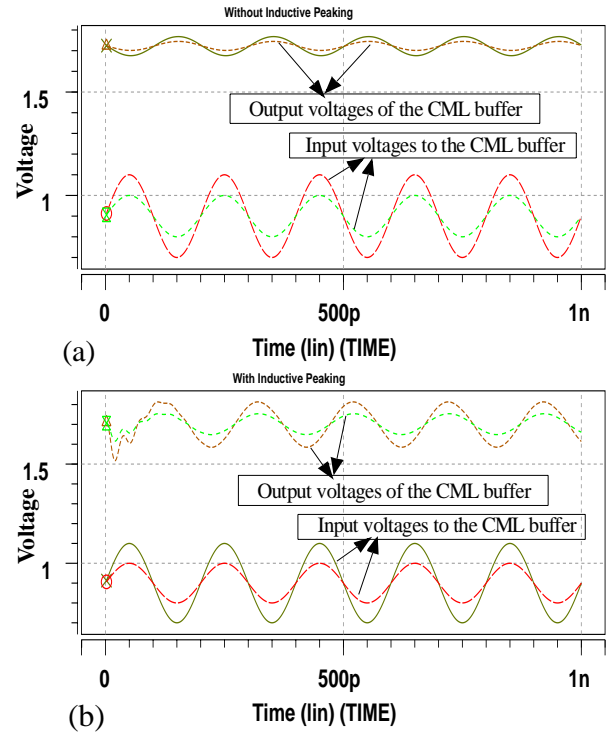 Without Inductive Peaking
1.5
Output voltages of the CML buffer
Input voltages to the CML buffer
Voltage
1
0 500p 1n
(a) Time (lin) (TIME)
With Inductive Peaking
1.5
Output voltages of the CML buffer
Input voltages to the CML buffer
Voltage
1
0 500p 1n
(b) Time (lin) (TIME)